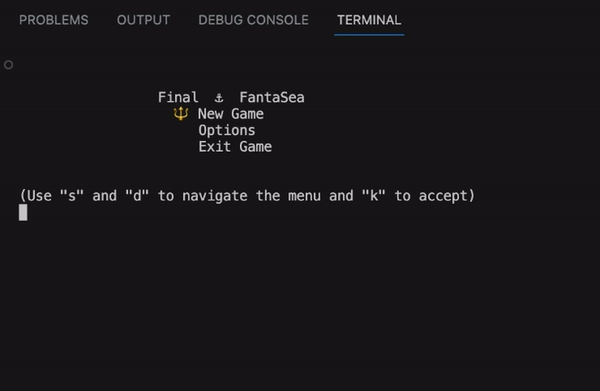 PROBLEMS OUTPUT DEBUG CONSOLE TERMINAL
Final ⚓ FantaSea
🔱 New Game
Options
Exit Game
(Use "s" and "d" to navigate the menu and "k" to accept)